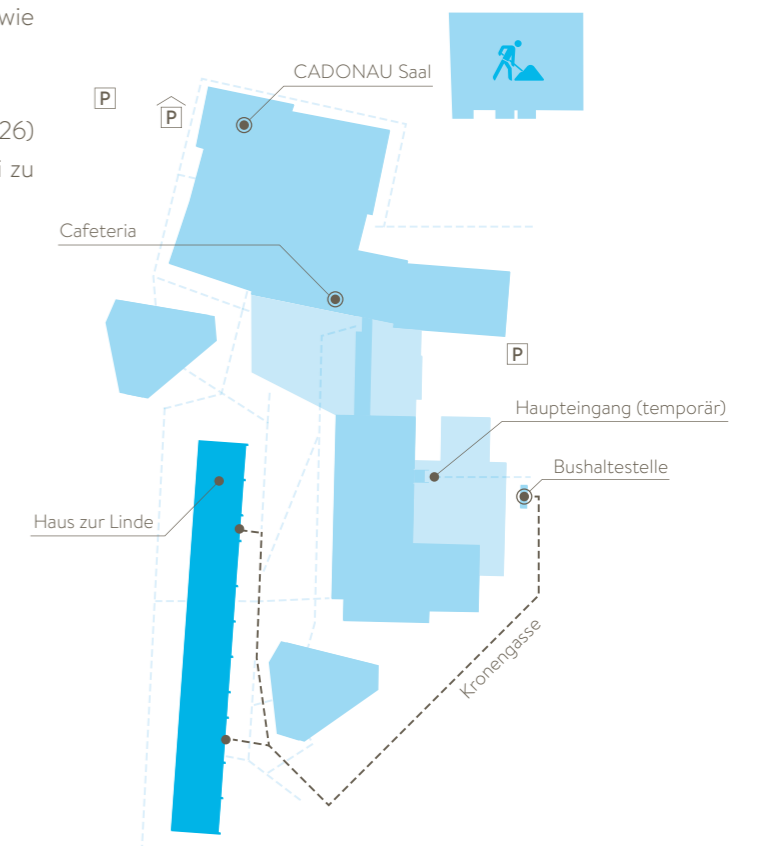 wie
26)
i zu
CADONAU Saal
P
P
Cafeteria
P
Haupteingang (temporär)
Bushaltestelle
Haus zur Linde
Kronengasse